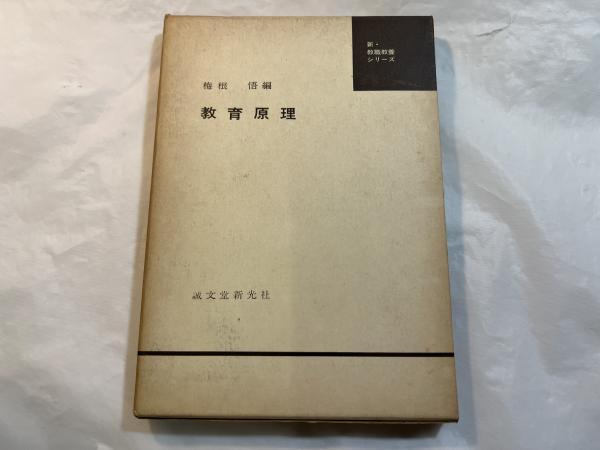 新・
教職教養
シリーズ
梅根 悟編
教育原理
誠文堂新光社